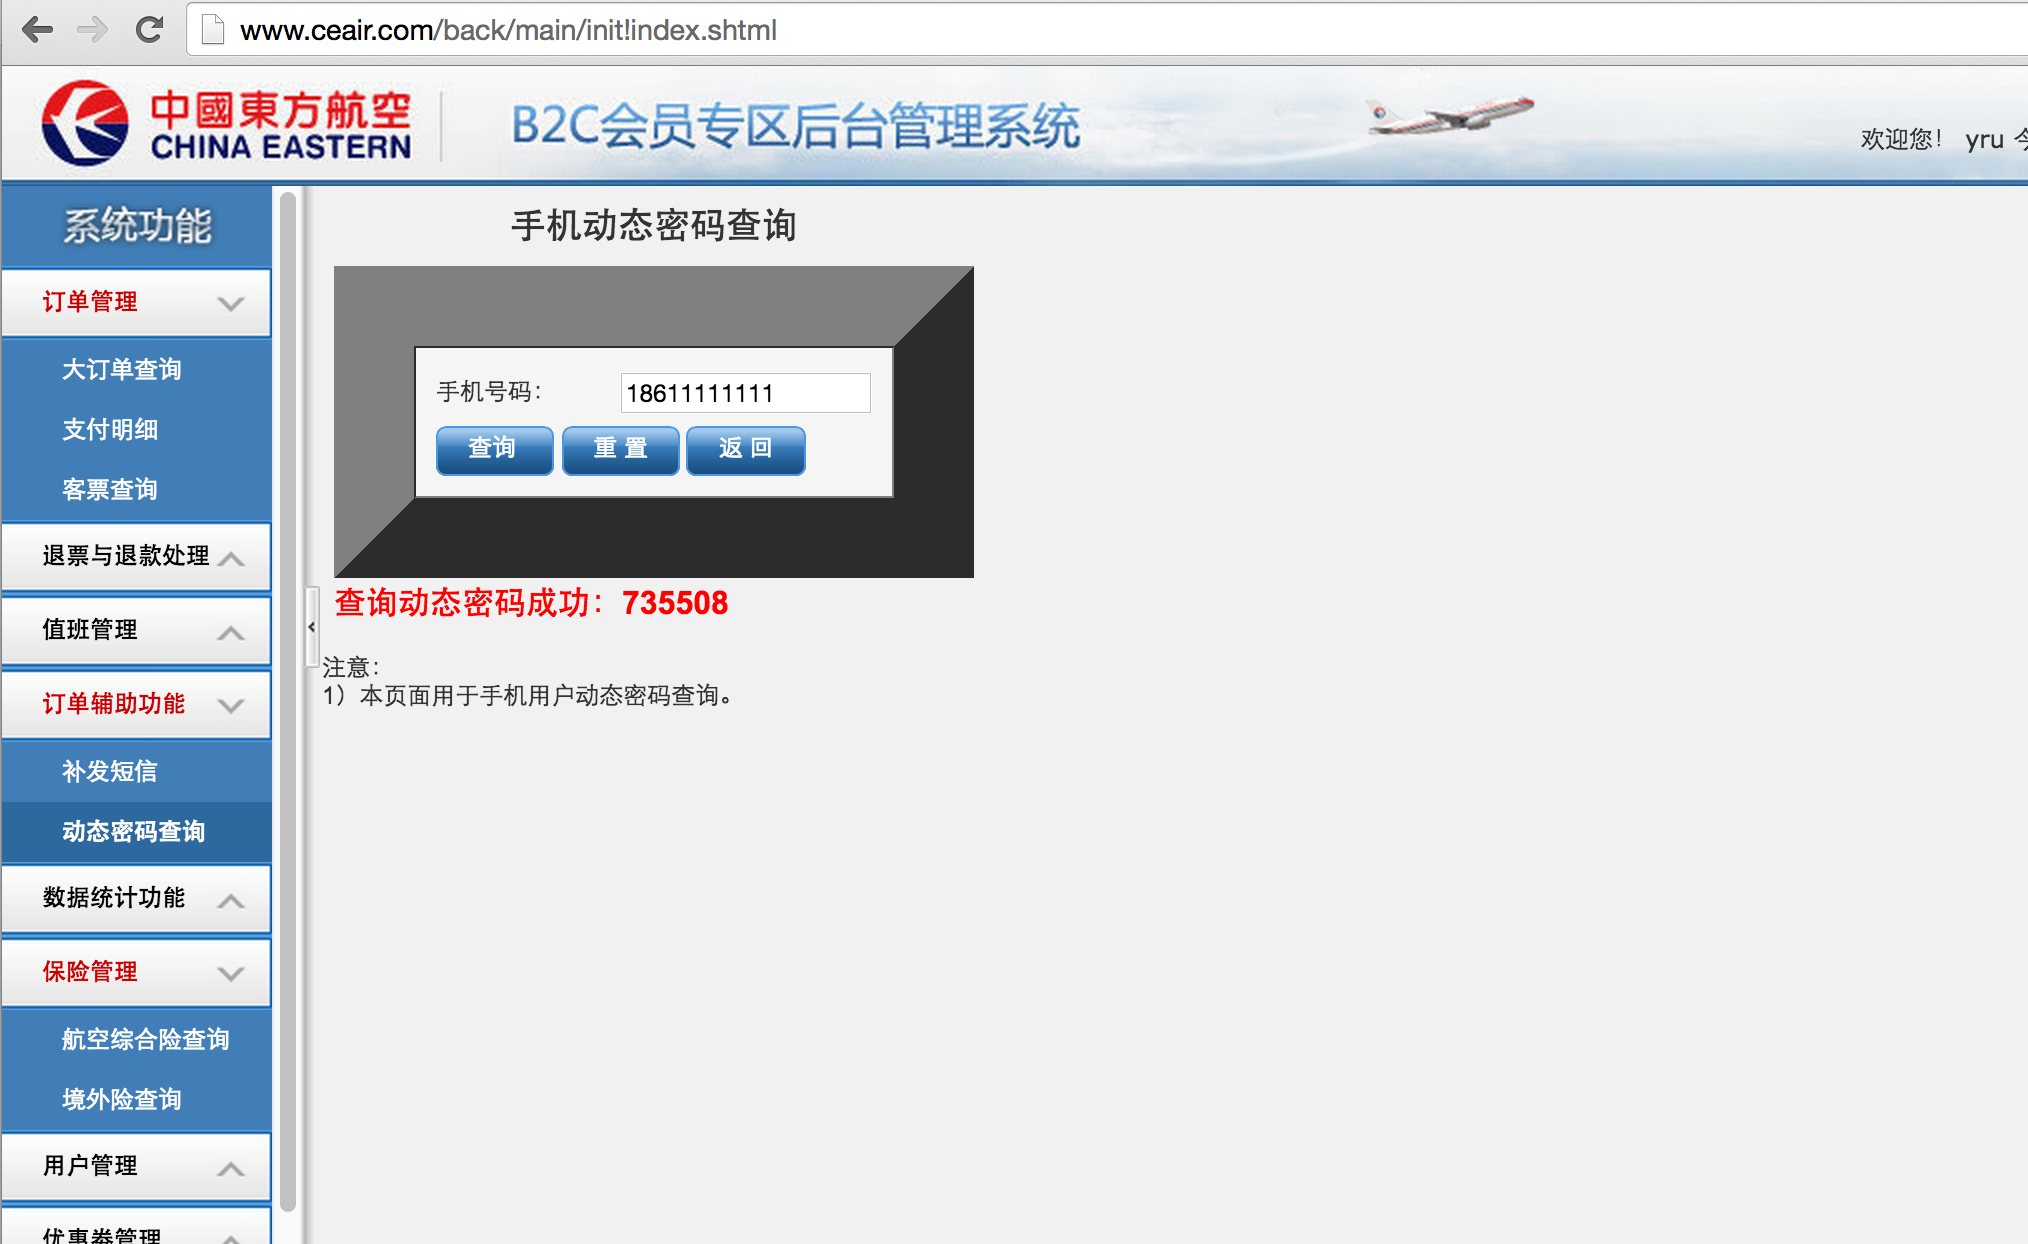 www.ceair.com/back/main/init!index.shtml
中國東方航空
CHINA EASTERN
B2C会员专区后台管理系统
欢迎您！ yru 今
系统功能
订单管理
大订单查询
支付明细
客票查询
退票与退款处理
值班管理
订单辅助功能
补发短信
动态密码查询
数据统计功能
保险管理
航空综合险查询
境外险查询
用户管理
优惠券管理
手机动态密码查询
手机号码： 18611111111
查询 重 置 返 回
查询动态密码成功：735508
注意：
1）本页面用于手机用户动态密码查询。